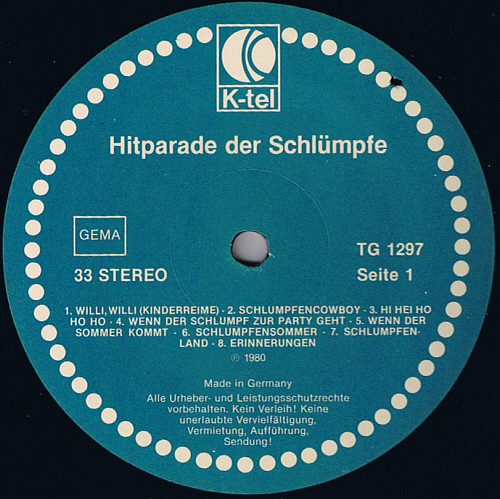 K-tel
Hitparade der Schlümpfe
GEMA
TG 1297
33 STEREO
Seite 1
1. WILLI, WILLI (KINDERREIME) - 2. SCHLUMPFENCOWBOY - 3. HI HEI HO
HO HO - 4. WENN DER SCHLUMPF ZUR PARTY GEHT - 5. WENN DER
SOMMER KOMMT - 6. SCHLUMPFENSOMMER - 7. SCHLUMPFEN-
LAND - 8. ERINNERUNGEN
℗ 1980
Made in Germany
Alle Urheber- und Leistungsschutzrechte
vorbehalten. Kein Verleih! Keine
unerlaubte Vervielfältigung,
Vermietung, Aufführung,
Sendung!